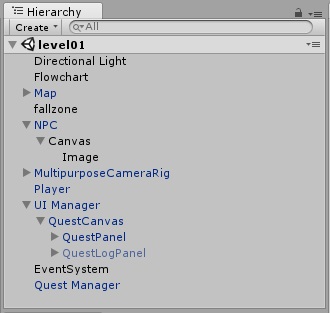 Hierarchy
Create All
level01
Directional Light
Flowchart
Map
fallzone
NPC
Canvas
Image
MultipurposeCameraRig
Player
UI Manager
QuestCanvas
QuestPanel
QuestLogPanel
EventSystem
Quest Manager